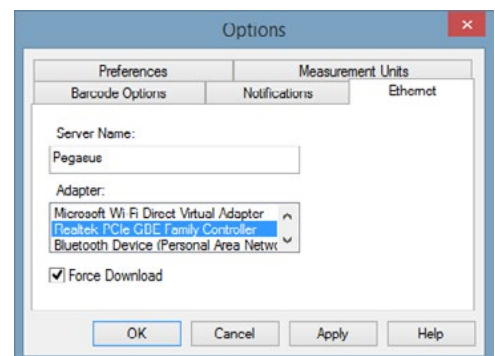 Options
Preferences
Measurement Units
Barcode Options
Notifications
Ethernet
Server Name:
Pegasus
Adapter:
Microsoft Wi-Fi Direct Virtual Adapter
Realtek PCIe GBE Family Controller
Bluetooth Device (Personal Area Netwc
Force Download
OK
Cancel
Apply
Help